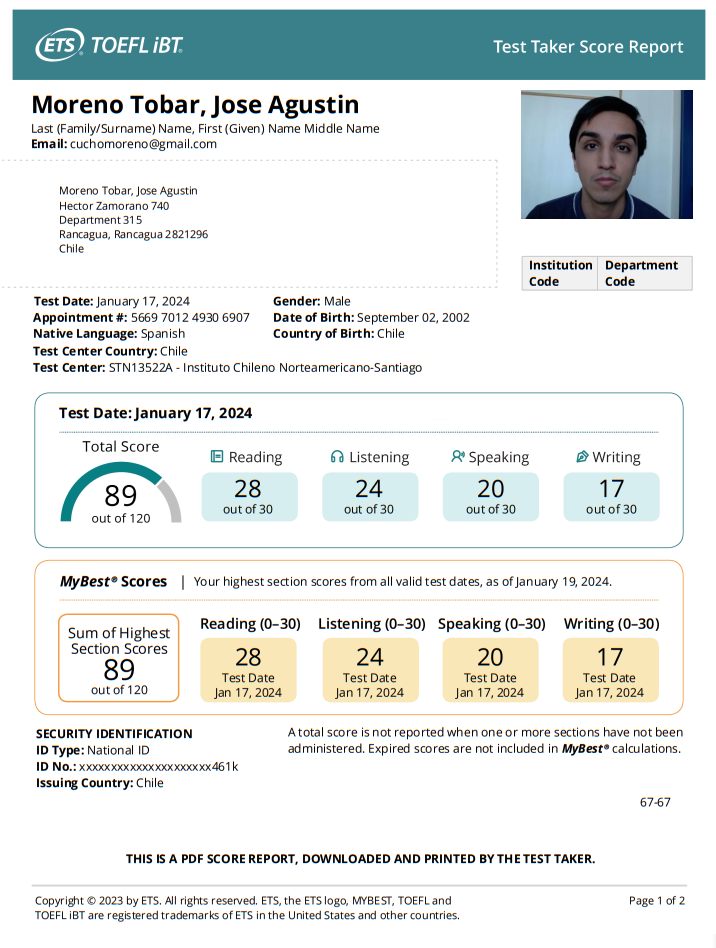 ETS® TOEFL iBT®
Test Taker Score Report
Moreno Tobar, Jose Agustin
Last (Family/Surname) Name, First (Given) Name Middle Name
Email: cuchomoreno@gmail.com
Moreno Tobar, Jose Agustin
Hector Zamorano 740
Department 315
Rancagua, Rancagua 2821296
Chile
Institution Code
Department Code
Test Date: January 17, 2024
Gender: Male
Appointment #: 5669 7012 4930 6907
Date of Birth: September 02, 2002
Native Language: Spanish
Country of Birth: Chile
Test Center Country: Chile
Test Center: STN13522A - Instituto Chileno Norteamericano-Santiago
Test Date: January 17, 2024
Total Score
89
out of 120
Reading
28
out of 30
Listening
24
out of 30
Speaking
20
out of 30
Writing
17
out of 30
MyBest® Scores | Your highest section scores from all valid test dates, as of January 19, 2024.
Sum of Highest
Section Scores
89
out of 120
Reading (0–30)
28
Test Date
Jan 17, 2024
Listening (0–30)
24
Test Date
Jan 17, 2024
Speaking (0–30)
20
Test Date
Jan 17, 2024
Writing (0–30)
17
Test Date
Jan 17, 2024
SECURITY IDENTIFICATION
ID Type: National ID
ID No.: xxxxxxxxxxxxxxxxxxxxx461k
Issuing Country: Chile
A total score is not reported when one or more sections have not been
administered. Expired scores are not included in MyBest® calculations.
67-67
THIS IS A PDF SCORE REPORT, DOWNLOADED AND PRINTED BY THE TEST TAKER.
Copyright © 2023 by ETS. All rights reserved. ETS, the ETS logo, MYBEST, TOEFL and
TOEFL iBT are registered trademarks of ETS in the United States and other countries.
Page 1 of 2